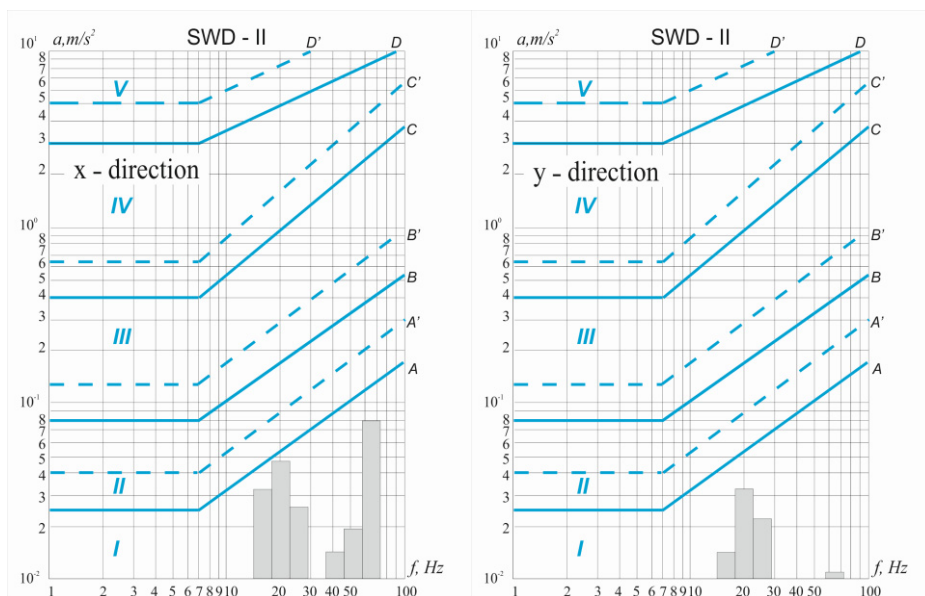 10¹ a,m/s² SWD - II D' D
8
7
6
5
4
3
2
10⁰
8
7
6
5
4
3
2
10⁻¹
8
7
6
5
4
3
2
10⁻²
V
x - direction
IV
III
II
I
C'
C
B'
B
A'
A
f, Hz
1 2 3 4 5 6 7 8 9 10 20 30 40 50 100
10¹ a,m/s² SWD - II D' D
8
7
6
5
4
3
2
10⁰
8
7
6
5
4
3
2
10⁻¹
8
7
6
5
4
3
2
10⁻²
V
y - direction
IV
III
II
I
C'
C
B'
B
A'
A
f, Hz
1 2 3 4 5 6 7 8 9 10 20 30 40 50 100